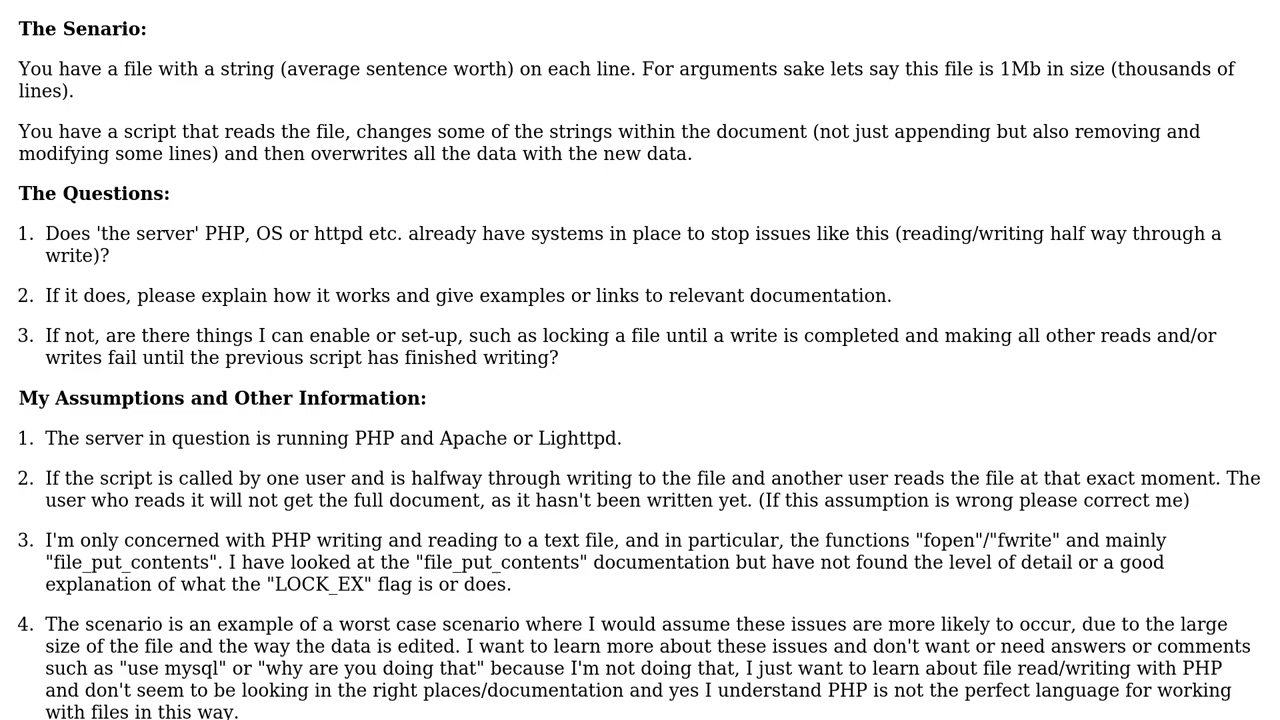 The Senario:
You have a file with a string (average sentence worth) on each line. For arguments sake lets say this file is 1Mb in size (thousands of
lines).
You have a script that reads the file, changes some of the strings within the document (not just appending but also removing and
modifying some lines) and then overwrites all the data with the new data.
The Questions:
1. Does 'the server' PHP, OS or httpd etc. already have systems in place to stop issues like this (reading/writing half way through a
write)?
2. If it does, please explain how it works and give examples or links to relevant documentation.
3. If not, are there things I can enable or set-up, such as locking a file until a write is completed and making all other reads and/or
writes fail until the previous script has finished writing?
My Assumptions and Other Information:
1. The server in question is running PHP and Apache or Lighttpd.
2. If the script is called by one user and is halfway through writing to the file and another user reads the file at that exact moment. The
user who reads it will not get the full document, as it hasn't been written yet. (If this assumption is wrong please correct me)
3. I'm only concerned with PHP writing and reading to a text file, and in particular, the functions "fopen"/"fwrite" and mainly
"file_put_contents". I have looked at the "file_put_contents" documentation but have not found the level of detail or a good
explanation of what the "LOCK_EX" flag is or does.
4. The scenario is an example of a worst case scenario where I would assume these issues are more likely to occur, due to the large
size of the file and the way the data is edited. I want to learn more about these issues and don't want or need answers or comments
such as "use mysql" or "why are you doing that" because I'm not doing that, I just want to learn about file read/writing with PHP
and don't seem to be looking in the right places/documentation and yes I understand PHP is not the perfect language for working
with files in this way.